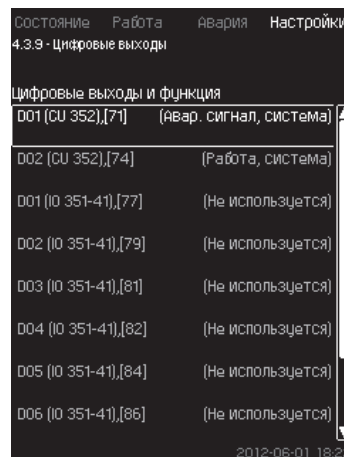 Состояние Работа Авария Настройки
4.3.9 - Цифровые выходы
Цифровые выходы и функция
DO1 (CU 352),[71] (Авар. сигнал, система)
DO2 (CU 352),[74] (Работа, система)
DO1 (IO 351-41),[77] (Не используется)
DO2 (IO 351-41),[79] (Не используется)
DO3 (IO 351-41),[81] (Не используется)
DO4 (IO 351-41),[82] (Не используется)
DO5 (IO 351-41),[84] (Не используется)
DO6 (IO 351-41),[86] (Не используется)
2012-06-01 18:2